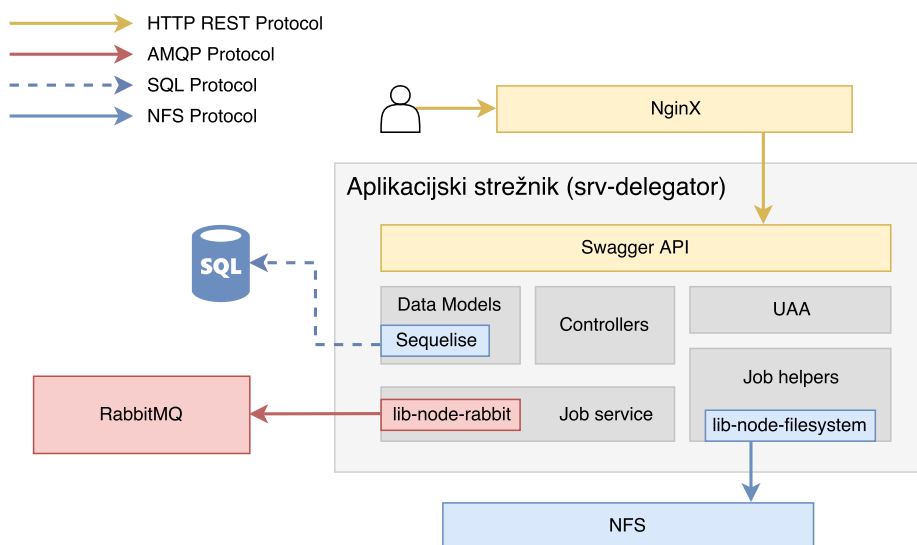 HTTP REST Protocol
AMQP Protocol
SQL Protocol
NFS Protocol
NginX
Aplikacijski strežnik (srv-delegator)
Swagger API
SQL
Data Models
Sequelise
Controllers
UAA
Job helpers
lib-node-filesystem
RabbitMQ
lib-node-rabbit
Job service
NFS